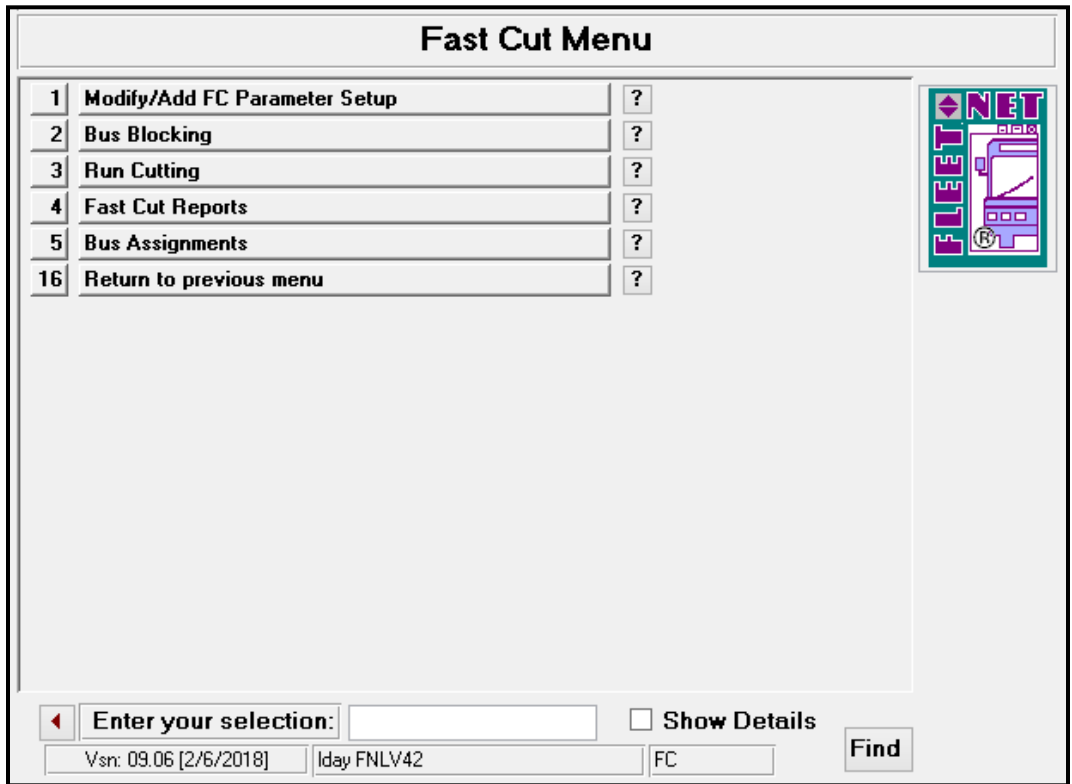 Fast Cut Menu
1 Modify/Add FC Parameter Setup ?
2 Bus Blocking ?
3 Run Cutting ?
4 Fast Cut Reports ?
5 Bus Assignments ?
16 Return to previous menu ?
FLEET NET
®
Enter your selection: Show Details
Find
Vsn: 09.06 [2/6/2018] lday FNLV42 FC